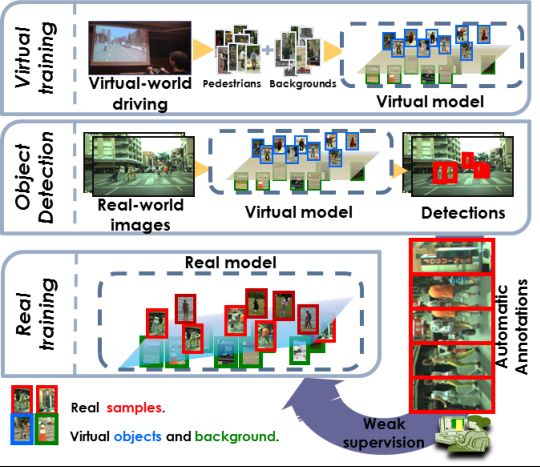 Virtual
training
Virtual-world
driving
Pedestrians
+
Backgrounds
Virtual model
Object
Detection
Real-world
images
Virtual model
Detections
Real
training
Real model
Automatic
Annotations
Weak
supervision
Real samples.
Virtual objects and background.